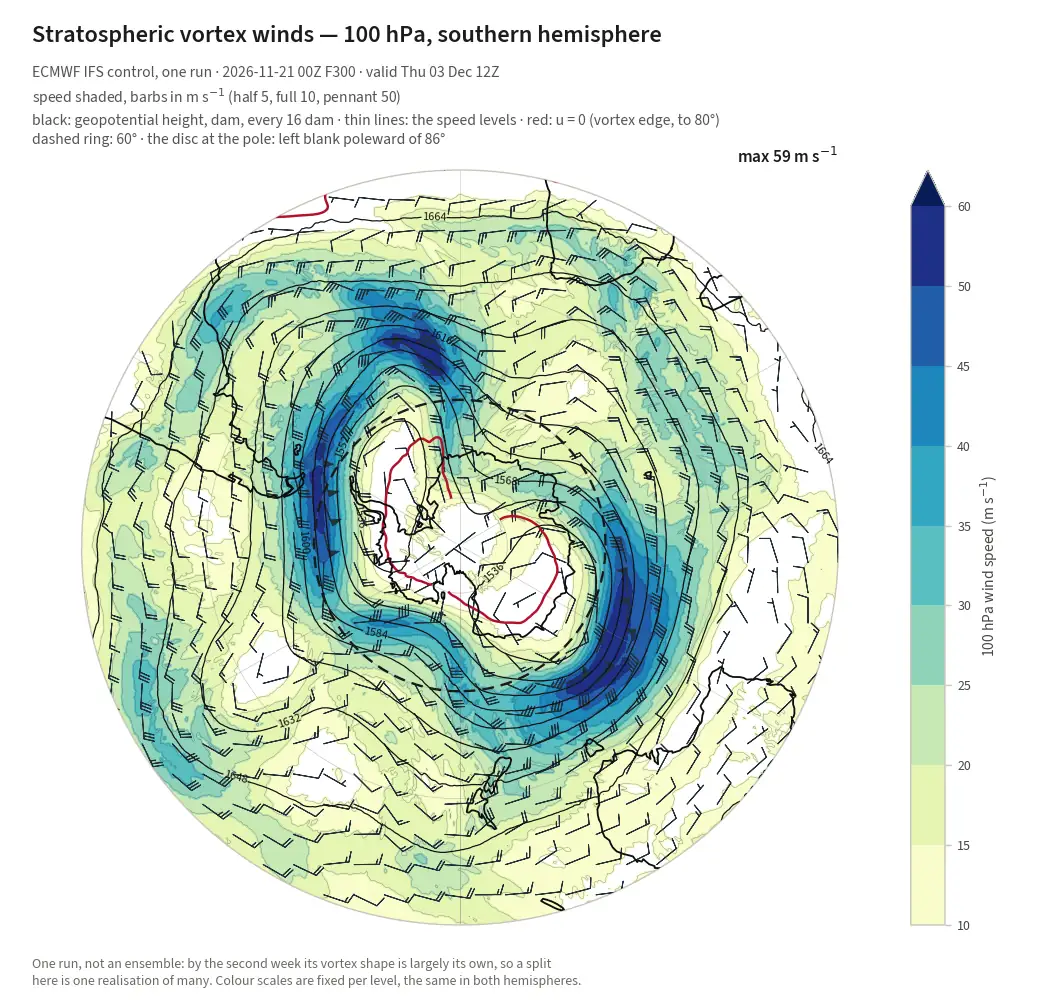 Stratospheric vortex winds — 100 hPa, southern hemisphere
ECMWF IFS control, one run · 2026-11-21 00Z F300 · valid Thu 03 Dec 12Z
speed shaded, barbs in m s⁻¹ (half 5, full 10, pennant 50)
black: geopotential height, dam, every 16 dam · thin lines: the speed levels · red: u = 0 (vortex edge, to 80°)
dashed ring: 60° · the disc at the pole: left blank poleward of 86°
max 59 m s⁻¹
1664
1616
1664
1552
1568
1600
1536
1584
1632
1648
60
50
45
40
35
30
25
20
15
10
100 hPa wind speed (m s⁻¹)
One run, not an ensemble: by the second week its vortex shape is largely its own, so a split
here is one realisation of many. Colour scales are fixed per level, the same in both hemispheres.